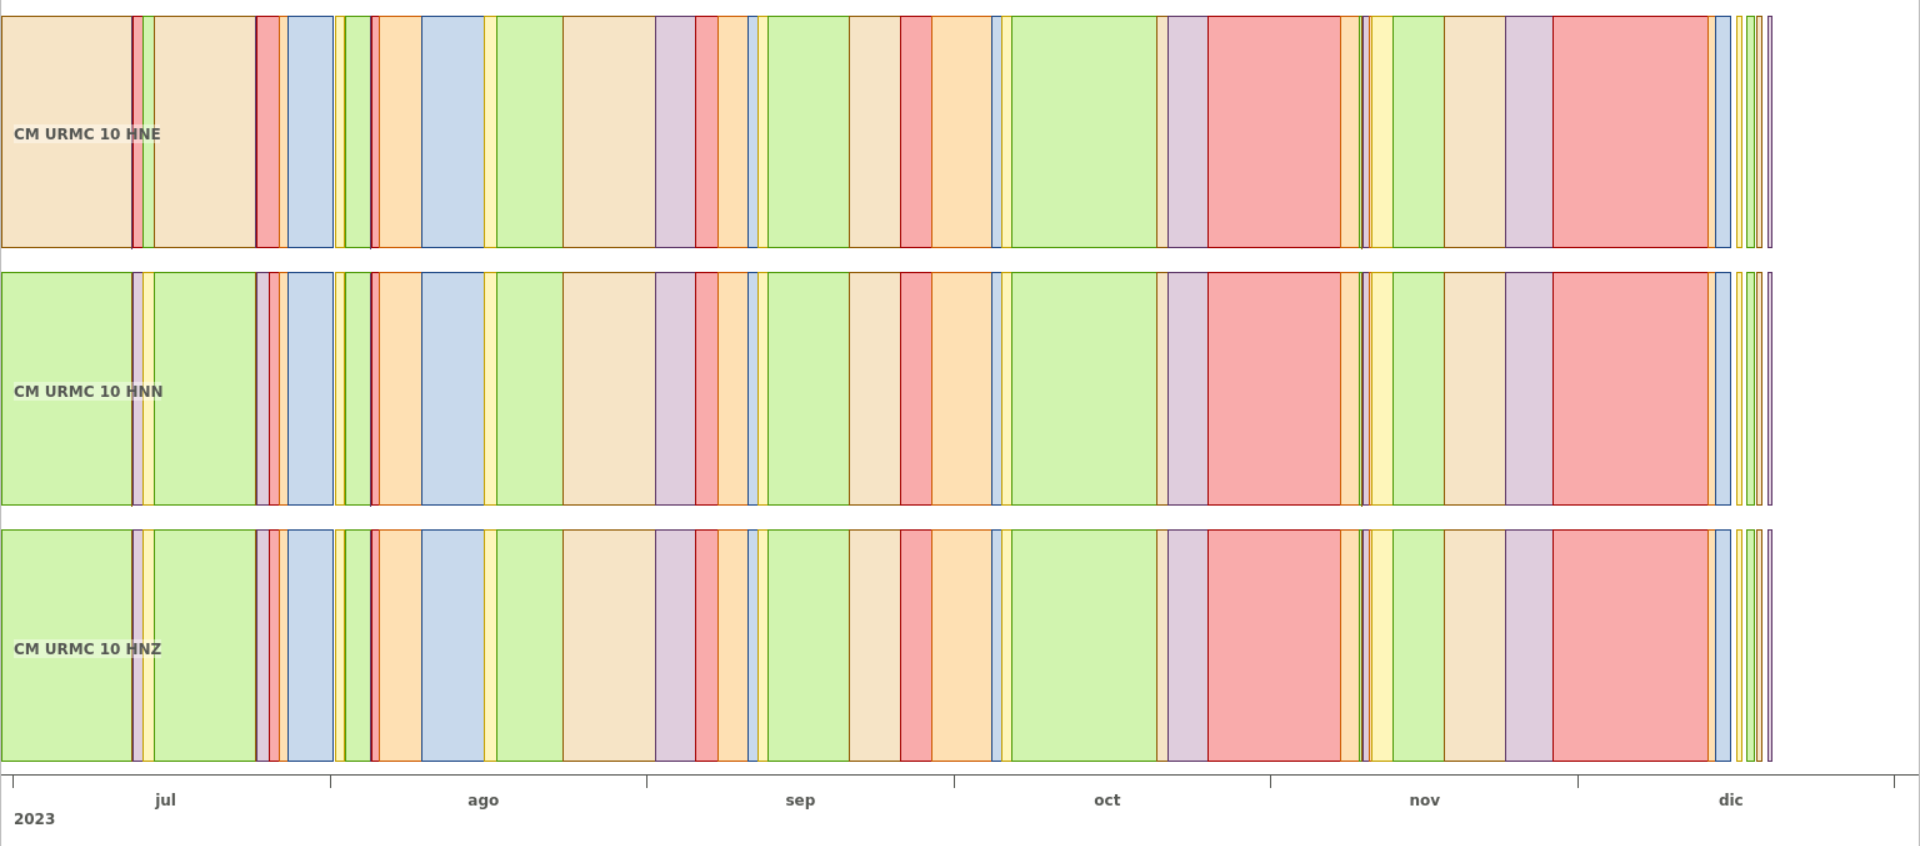 CM URMC 10 HNE
CM URMC 10 HNN
CM URMC 10 HNZ
jul ago sep oct nov dic
2023